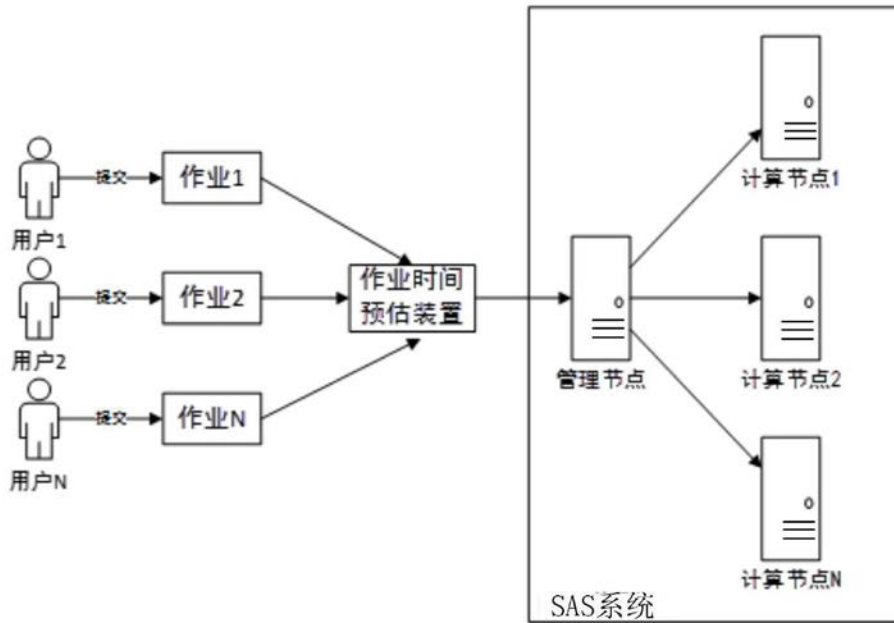 提交
作业1
用户1
提交
作业2
用户2
提交
作业N
用户N
作业时间
预估装置
管理节点
计算节点1
计算节点2
计算节点N
SAS系统